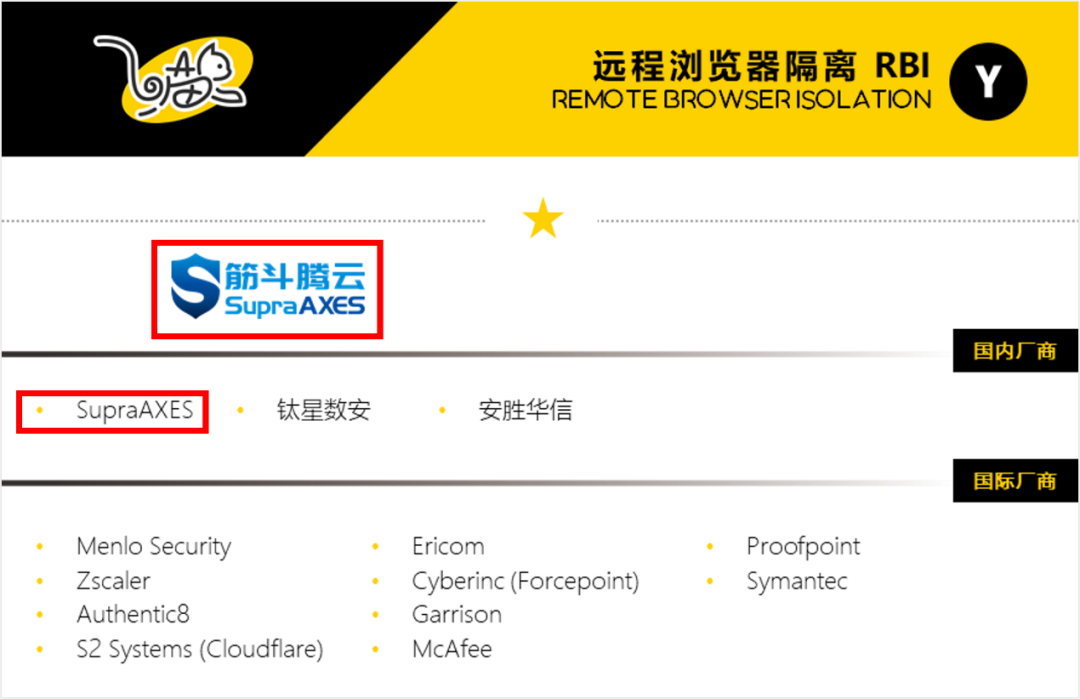 远程浏览器隔离 RBI
REMOTE BROWSER ISOLATION
Y
筋斗腾云
SupraAXES
国内厂商
SupraAXES
钛星数安
安胜华信
国际厂商
Menlo Security
Zscaler
Authentic8
S2 Systems (Cloudflare)
Ericom
Cyberinc (Forcepoint)
Garrison
McAfee
Proofpoint
Symantec